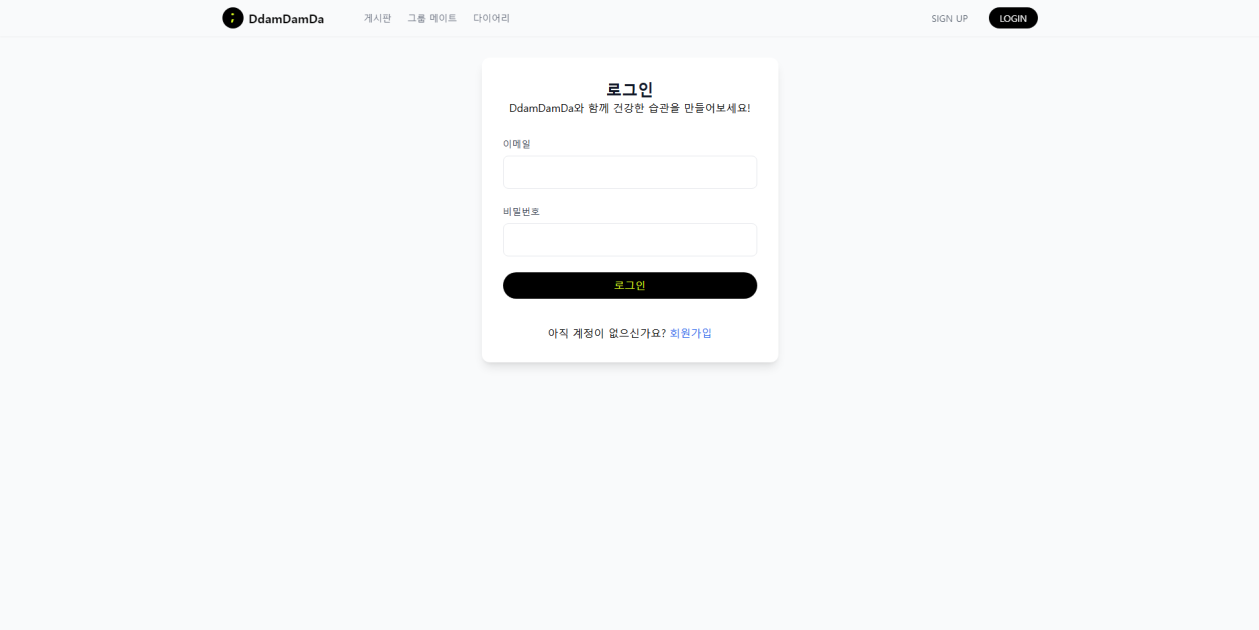 ; DdamDamDa 게시판 그룹 메이트 다이어리 SIGN UP LOGIN
로그인
DdamDamDa와 함께 건강한 습관을 만들어보세요!
이메일
비밀번호
로그인
아직 계정이 없으신가요? 회원가입